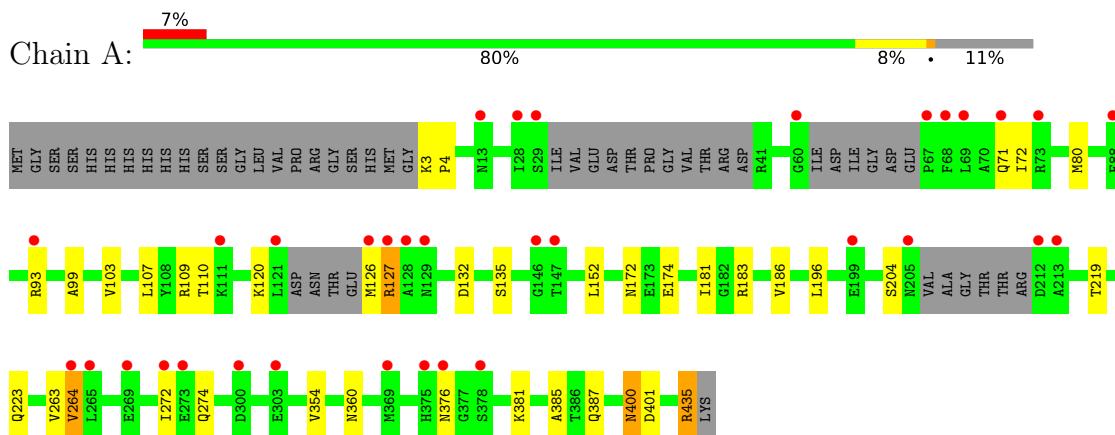 7%
Chain A:
80% 8% • 11%
MET GLY SER SER HIS HIS HIS HIS HIS HIS SER SER GLY LEU VAL PRO ARG GLY SER HIS MET GLY K3 P4 N13 I28 S29 ILE VAL GLU ASP THR PRO GLY VAL THR ARG ASP R41 G60 ILE ASP ILE GLY ASP GLU P67 F68 L69 A70 Q71 I72 R73 M80
R93 A99 V103 L107 Y108 R109 T110 K111 K120 L121 ASP ASN THR GLU M126 R127 A128 N129 D132 S135 G146 T147 L152 N172 E173 E174 I181 G182 R183 V186 L196 E199 S204 N205 VAL ALA GLY THR THR ARG D212 A213 T219
Q223 V263 V264 L265 E269 I272 E273 Q274 D300 E303 V354 N360 M369 H375 N376 G377 S378 K381 A385 T386 Q387 N400 D401 R435 LYS